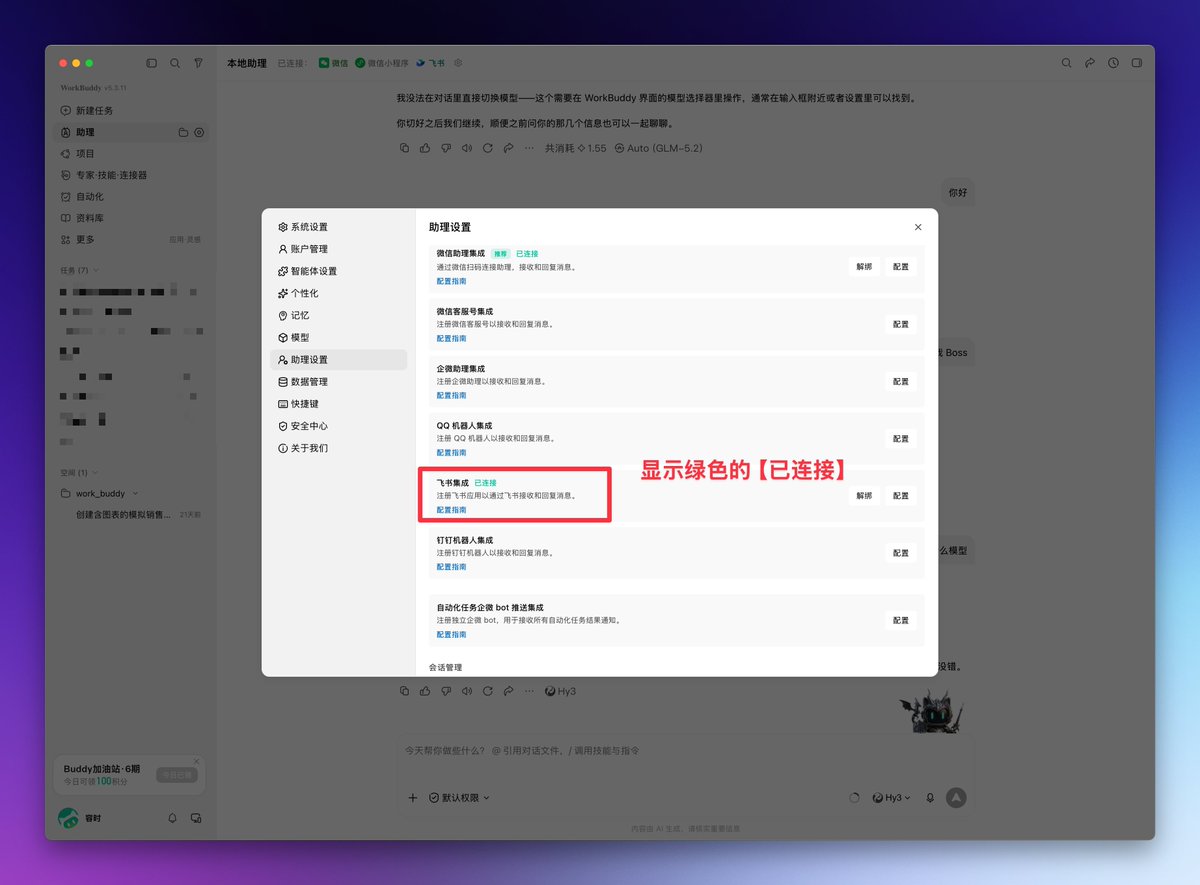 本地助理 已连接： 微信 微信小程序 飞书
WorkBuddy v5.3.11
新建任务
助理
项目
专家·技能·连接器
自动化
资料库
更多 应用·灵感
任务 (7)
空间 (1)
work_buddy
创建含图表的模拟销售... 21天前
Buddy加油站·6期
今日可领100积分
今日已领
容时
我没法在对话里直接切换模型——这个需要在 WorkBuddy 界面的模型选择器里操作，通常在输入框附近或者设置里可以找到。
你切好之后我们继续，顺便之前问你的那几个信息也可以一起聊聊。
共消耗 1.55 Auto (GLM-5.2)
你好
我 Boss
么模型
没错。
系统设置
账户管理
智能体设置
个性化
记忆
模型
助理设置
数据管理
快捷键
安全中心
关于我们
助理设置
微信助理集成 推荐 已连接
通过微信扫码连接助理，接收和回复消息。
配置指南
解绑 配置
微信客服号集成
注册微信客服号以接收和回复消息。
配置指南
配置
企微助理集成
注册企微助理以接收和回复消息。
配置指南
配置
QQ 机器人集成
注册 QQ 机器人以接收和回复消息。
配置指南
配置
飞书集成 已连接
注册飞书应用以通过飞书接收和回复消息。
配置指南
解绑 配置
显示绿色的【已连接】
钉钉机器人集成
注册钉钉机器人以接收和回复消息。
配置指南
配置
自动化任务企微 bot 推送集成
注册独立企微 bot，用于接收所有自动化任务结果通知。
配置指南
配置
会话管理
Hy3
今天帮你做些什么？ @ 引用对话文件，/ 调用技能与指令
默认权限
Hy3
内容由 AI 生成，请核实重要信息